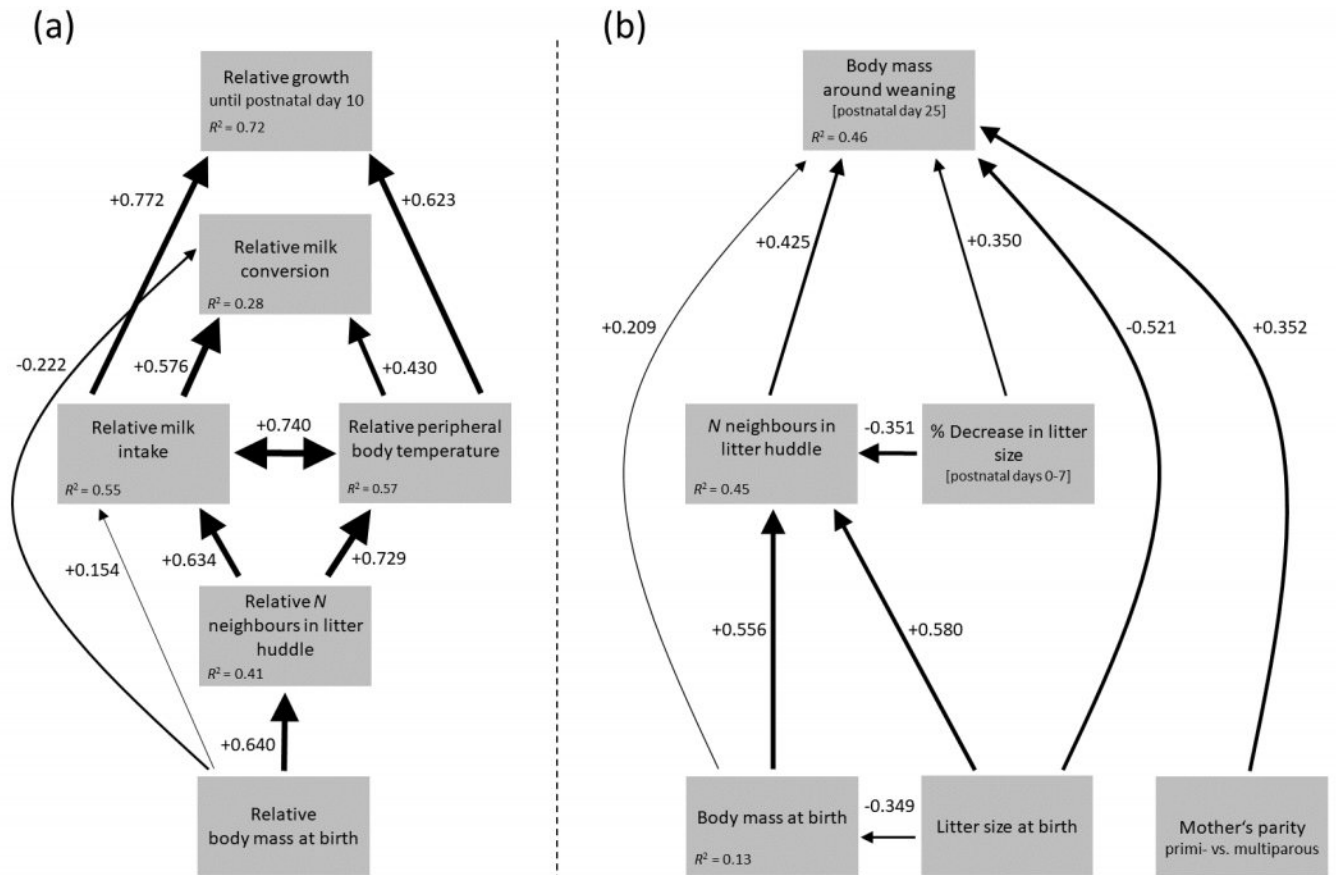 (a)
Relative growth
until postnatal day 10
R² = 0.72
+0.772
+0.623
Relative milk
conversion
R² = 0.28
-0.222
+0.576
+0.430
Relative milk
intake
R² = 0.55
+0.740
Relative peripheral
body temperature
R² = 0.57
+0.154
+0.634
+0.729
Relative N
neighbours in litter
huddle
R² = 0.41
+0.640
Relative
body mass at birth
(b)
Body mass
around weaning
[postnatal day 25]
R² = 0.46
+0.209
+0.425
+0.350
-0.521
+0.352
N neighbours in
litter huddle
R² = 0.45
-0.351
% Decrease in litter
size
[postnatal days 0-7]
+0.556
+0.580
Body mass at birth
R² = 0.13
-0.349
Litter size at birth
Mother‘s parity
primi- vs. multiparous